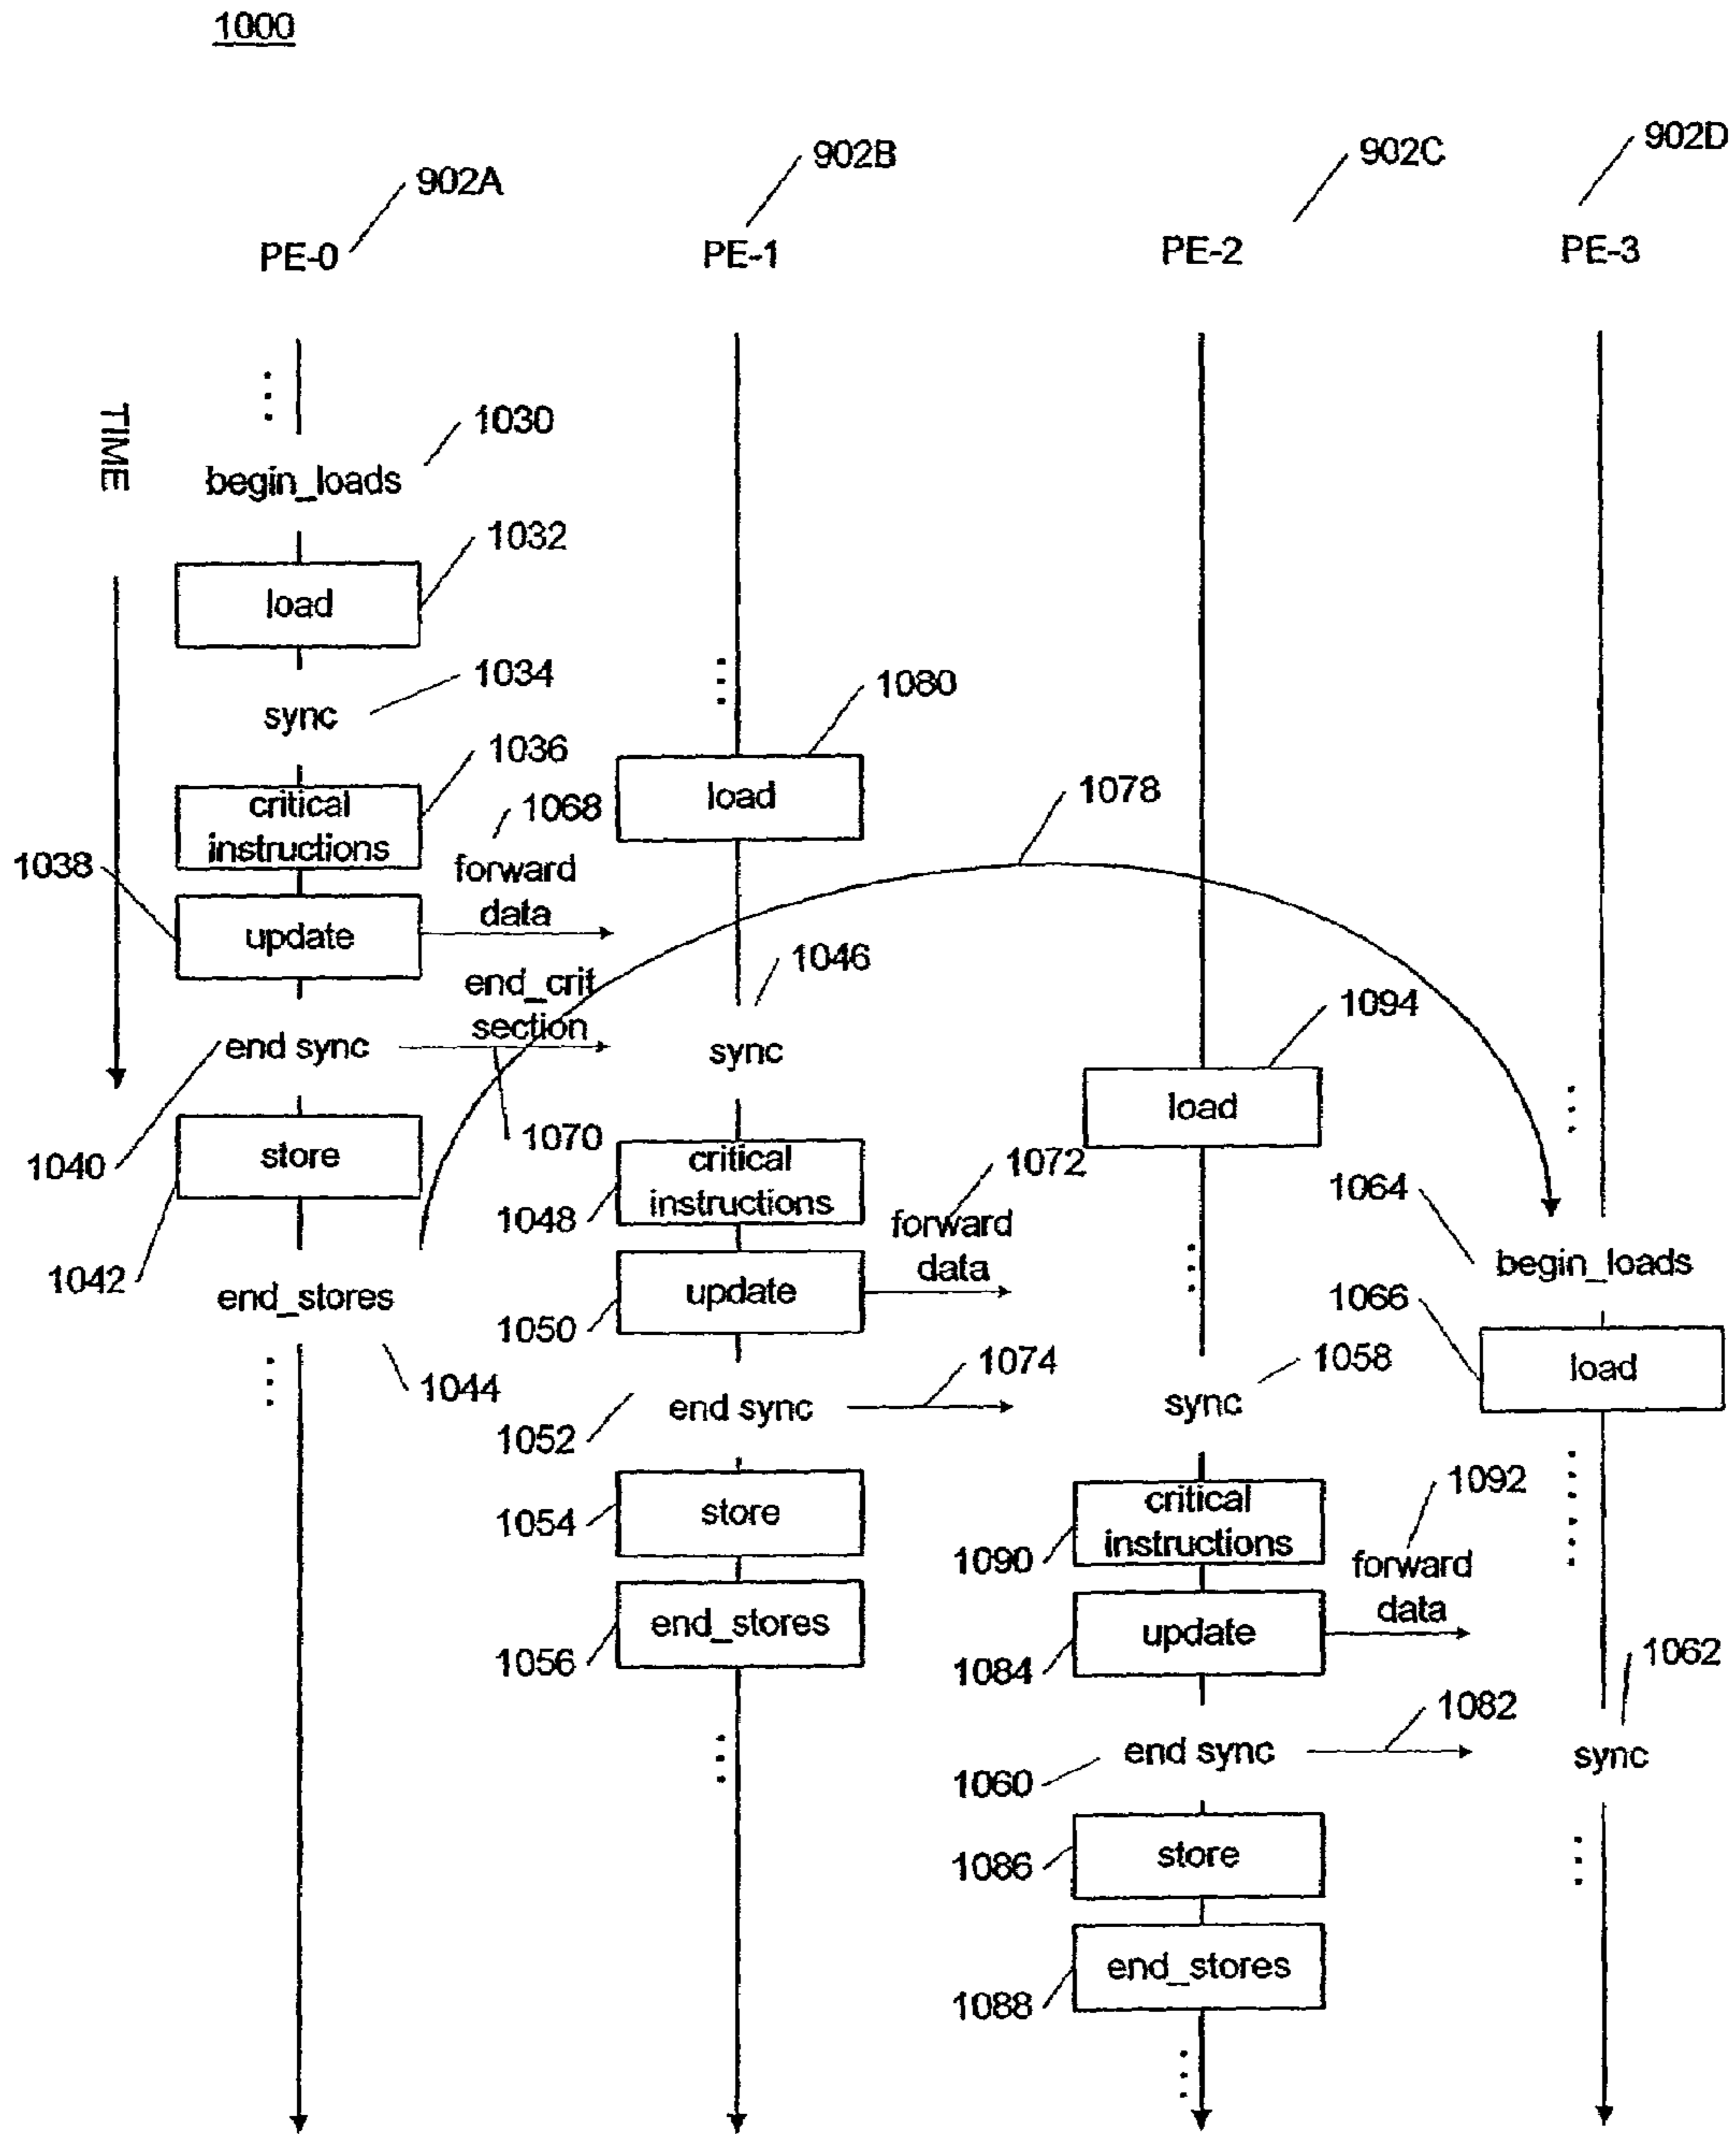 1000
902A
902B
902C
902D
PE-0
PE-1
PE-2
PE-3
TIME
1030
begin_loads
1032
load
1034
sync
1080
load
1036
critical
instructions
1068
forward
data
1078
1038
update
1046
end_crit
section
1094
end sync
sync
load
1040
1070
store
1042
critical
instructions
1048
1072
forward
data
1064
begin_loads
end_stores
1044
update
1050
1066
load
1074
1058
end sync
1052
sync
store
1054
critical
instructions
1090
1092
forward
data
end_stores
1056
update
1084
1062
1082
end sync
1060
sync
store
1086
end_stores
1088